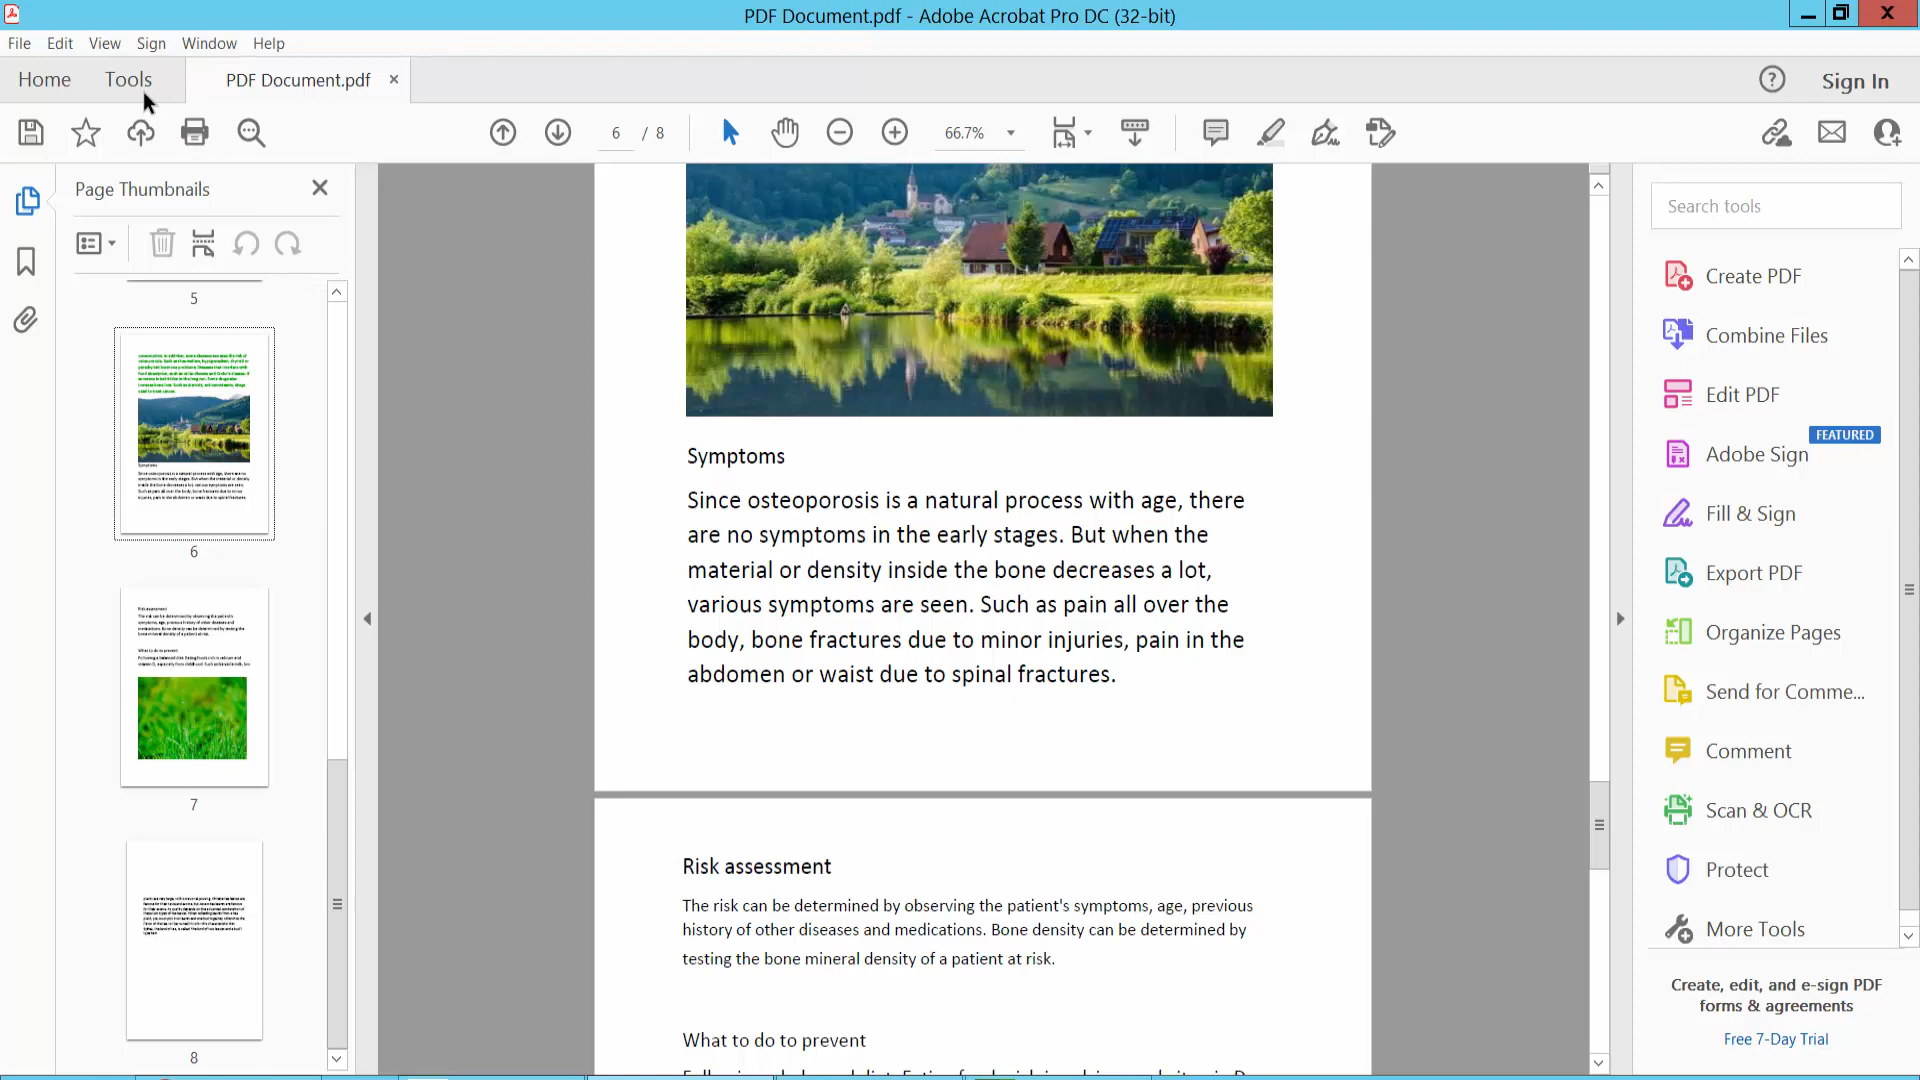 PDF Document.pdf - Adobe Acrobat Pro DC (32-bit)
File Edit View Sign Window Help
Home Tools PDF Document.pdf Sign In
6 / 8 66.7%
Page Thumbnails
5
6
7
8
Symptoms
Since osteoporosis is a natural process with age, there
are no symptoms in the early stages. But when the
material or density inside the bone decreases a lot,
various symptoms are seen. Such as pain all over the
body, bone fractures due to minor injuries, pain in the
abdomen or waist due to spinal fractures.
Risk assessment
The risk can be determined by observing the patient's symptoms, age, previous
history of other diseases and medications. Bone density can be determined by
testing the bone mineral density of a patient at risk.
What to do to prevent
Search tools
Create PDF
Combine Files
Edit PDF
FEATURED
Adobe Sign
Fill & Sign
Export PDF
Organize Pages
Send for Comme...
Comment
Scan & OCR
Protect
More Tools
Create, edit, and e-sign PDF
forms & agreements
Free 7-Day Trial